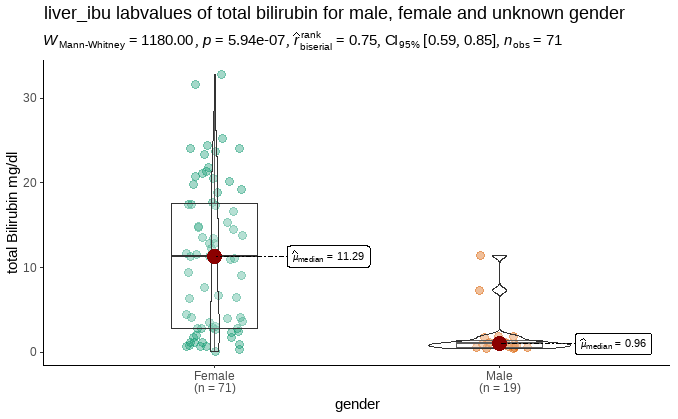 liver_ibu labvalues of total bilirubin for male, female and unknown gender
W Mann-Whitney = 1180.00, p = 5.94e-07, r̂ rank biserial = 0.75, CI 95% [0.59, 0.85], n obs = 71
total Bilirubin mg/dl
30
20
10
0
μ̂ median = 11.29
μ̂ median = 0.96
Female
(n = 71)
Male
(n = 19)
gender